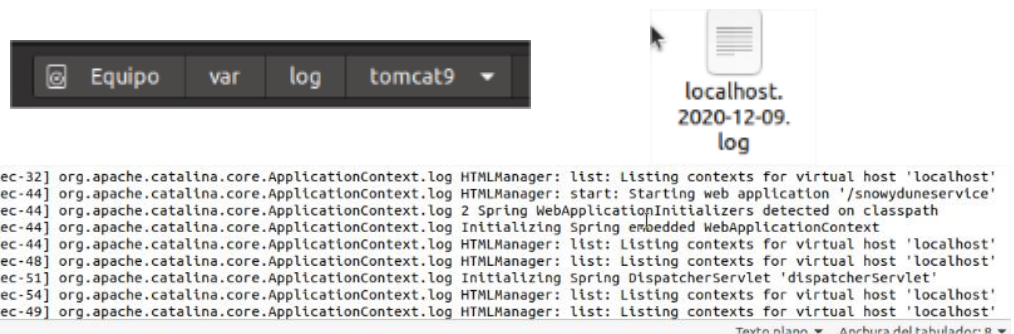 Equipo var log tomcat9
localhost.
2020-12-09.
log
ec-32] org.apache.catalina.core.ApplicationContext.log HTMLManager: list: Listing contexts for virtual host 'localhost'
ec-44] org.apache.catalina.core.ApplicationContext.log HTMLManager: start: Starting web application '/snowyduneservice'
ec-44] org.apache.catalina.core.ApplicationContext.log 2 Spring WebApplicationInitializers detected on classpath
ec-44] org.apache.catalina.core.ApplicationContext.log Initializing Spring embedded WebApplicationContext
ec-44] org.apache.catalina.core.ApplicationContext.log HTMLManager: list: Listing contexts for virtual host 'localhost'
ec-48] org.apache.catalina.core.ApplicationContext.log HTMLManager: list: Listing contexts for virtual host 'localhost'
ec-51] org.apache.catalina.core.ApplicationContext.log Initializing Spring DispatcherServlet 'dispatcherServlet'
ec-54] org.apache.catalina.core.ApplicationContext.log HTMLManager: list: Listing contexts for virtual host 'localhost'
ec-49] org.apache.catalina.core.ApplicationContext.log HTMLManager: list: Listing contexts for virtual host 'localhost'
Texto plano Anchura del tabulador: 8